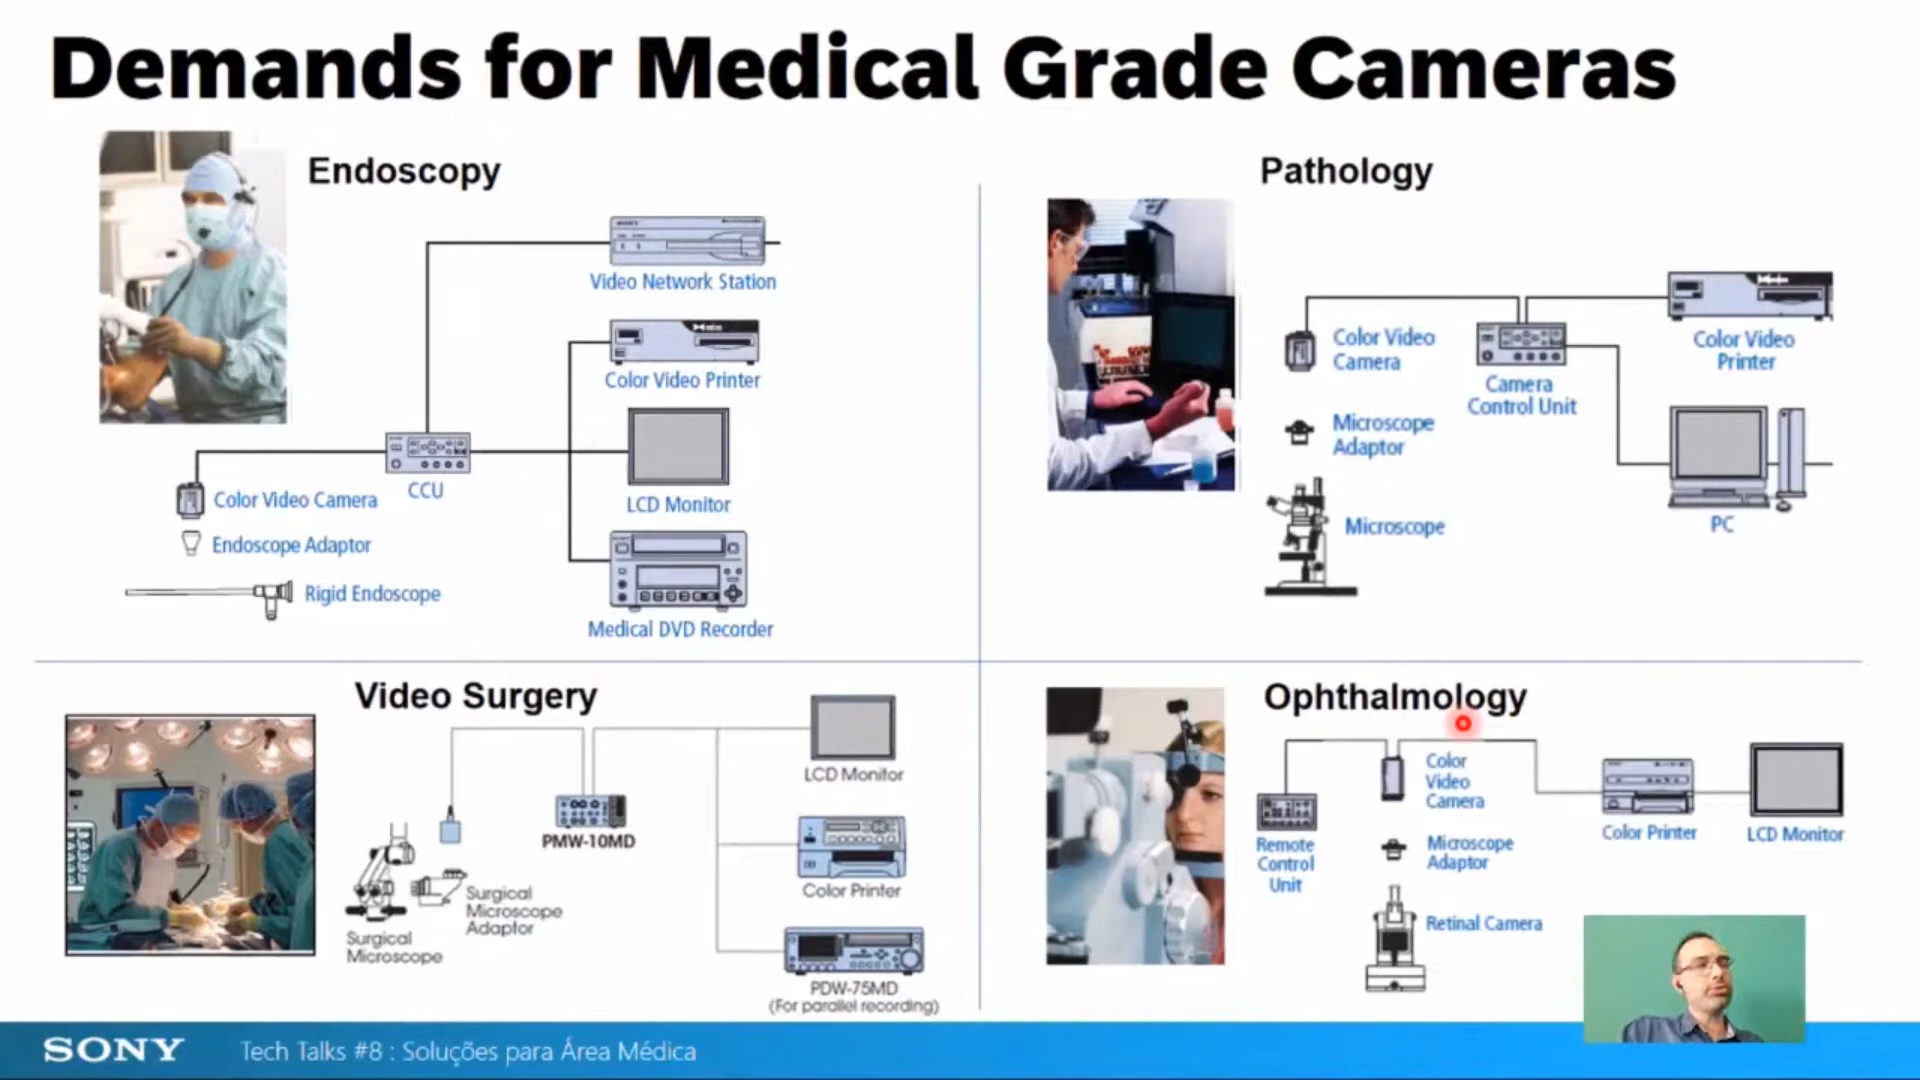 Demands for Medical Grade Cameras
Endoscopy
Video Network Station
Color Video Printer
LCD Monitor
CCU
Color Video Camera
Endoscope Adaptor
Rigid Endoscope
Medical DVD Recorder
Pathology
Color Video
Camera
Camera
Control Unit
Color Video
Printer
Microscope
Adaptor
Microscope
PC
Video Surgery
LCD Monitor
PMW-10MD
Color Printer
Surgical
Microscope
Adaptor
Surgical
Microscope
PDW-75MD
(For parallel recording)
Ophthalmology
Color
Video
Camera
Remote
Control
Unit
Microscope
Adaptor
Retinal Camera
Color Printer
LCD Monitor
SONY
Tech Talks #8 : Soluções para Área Médica